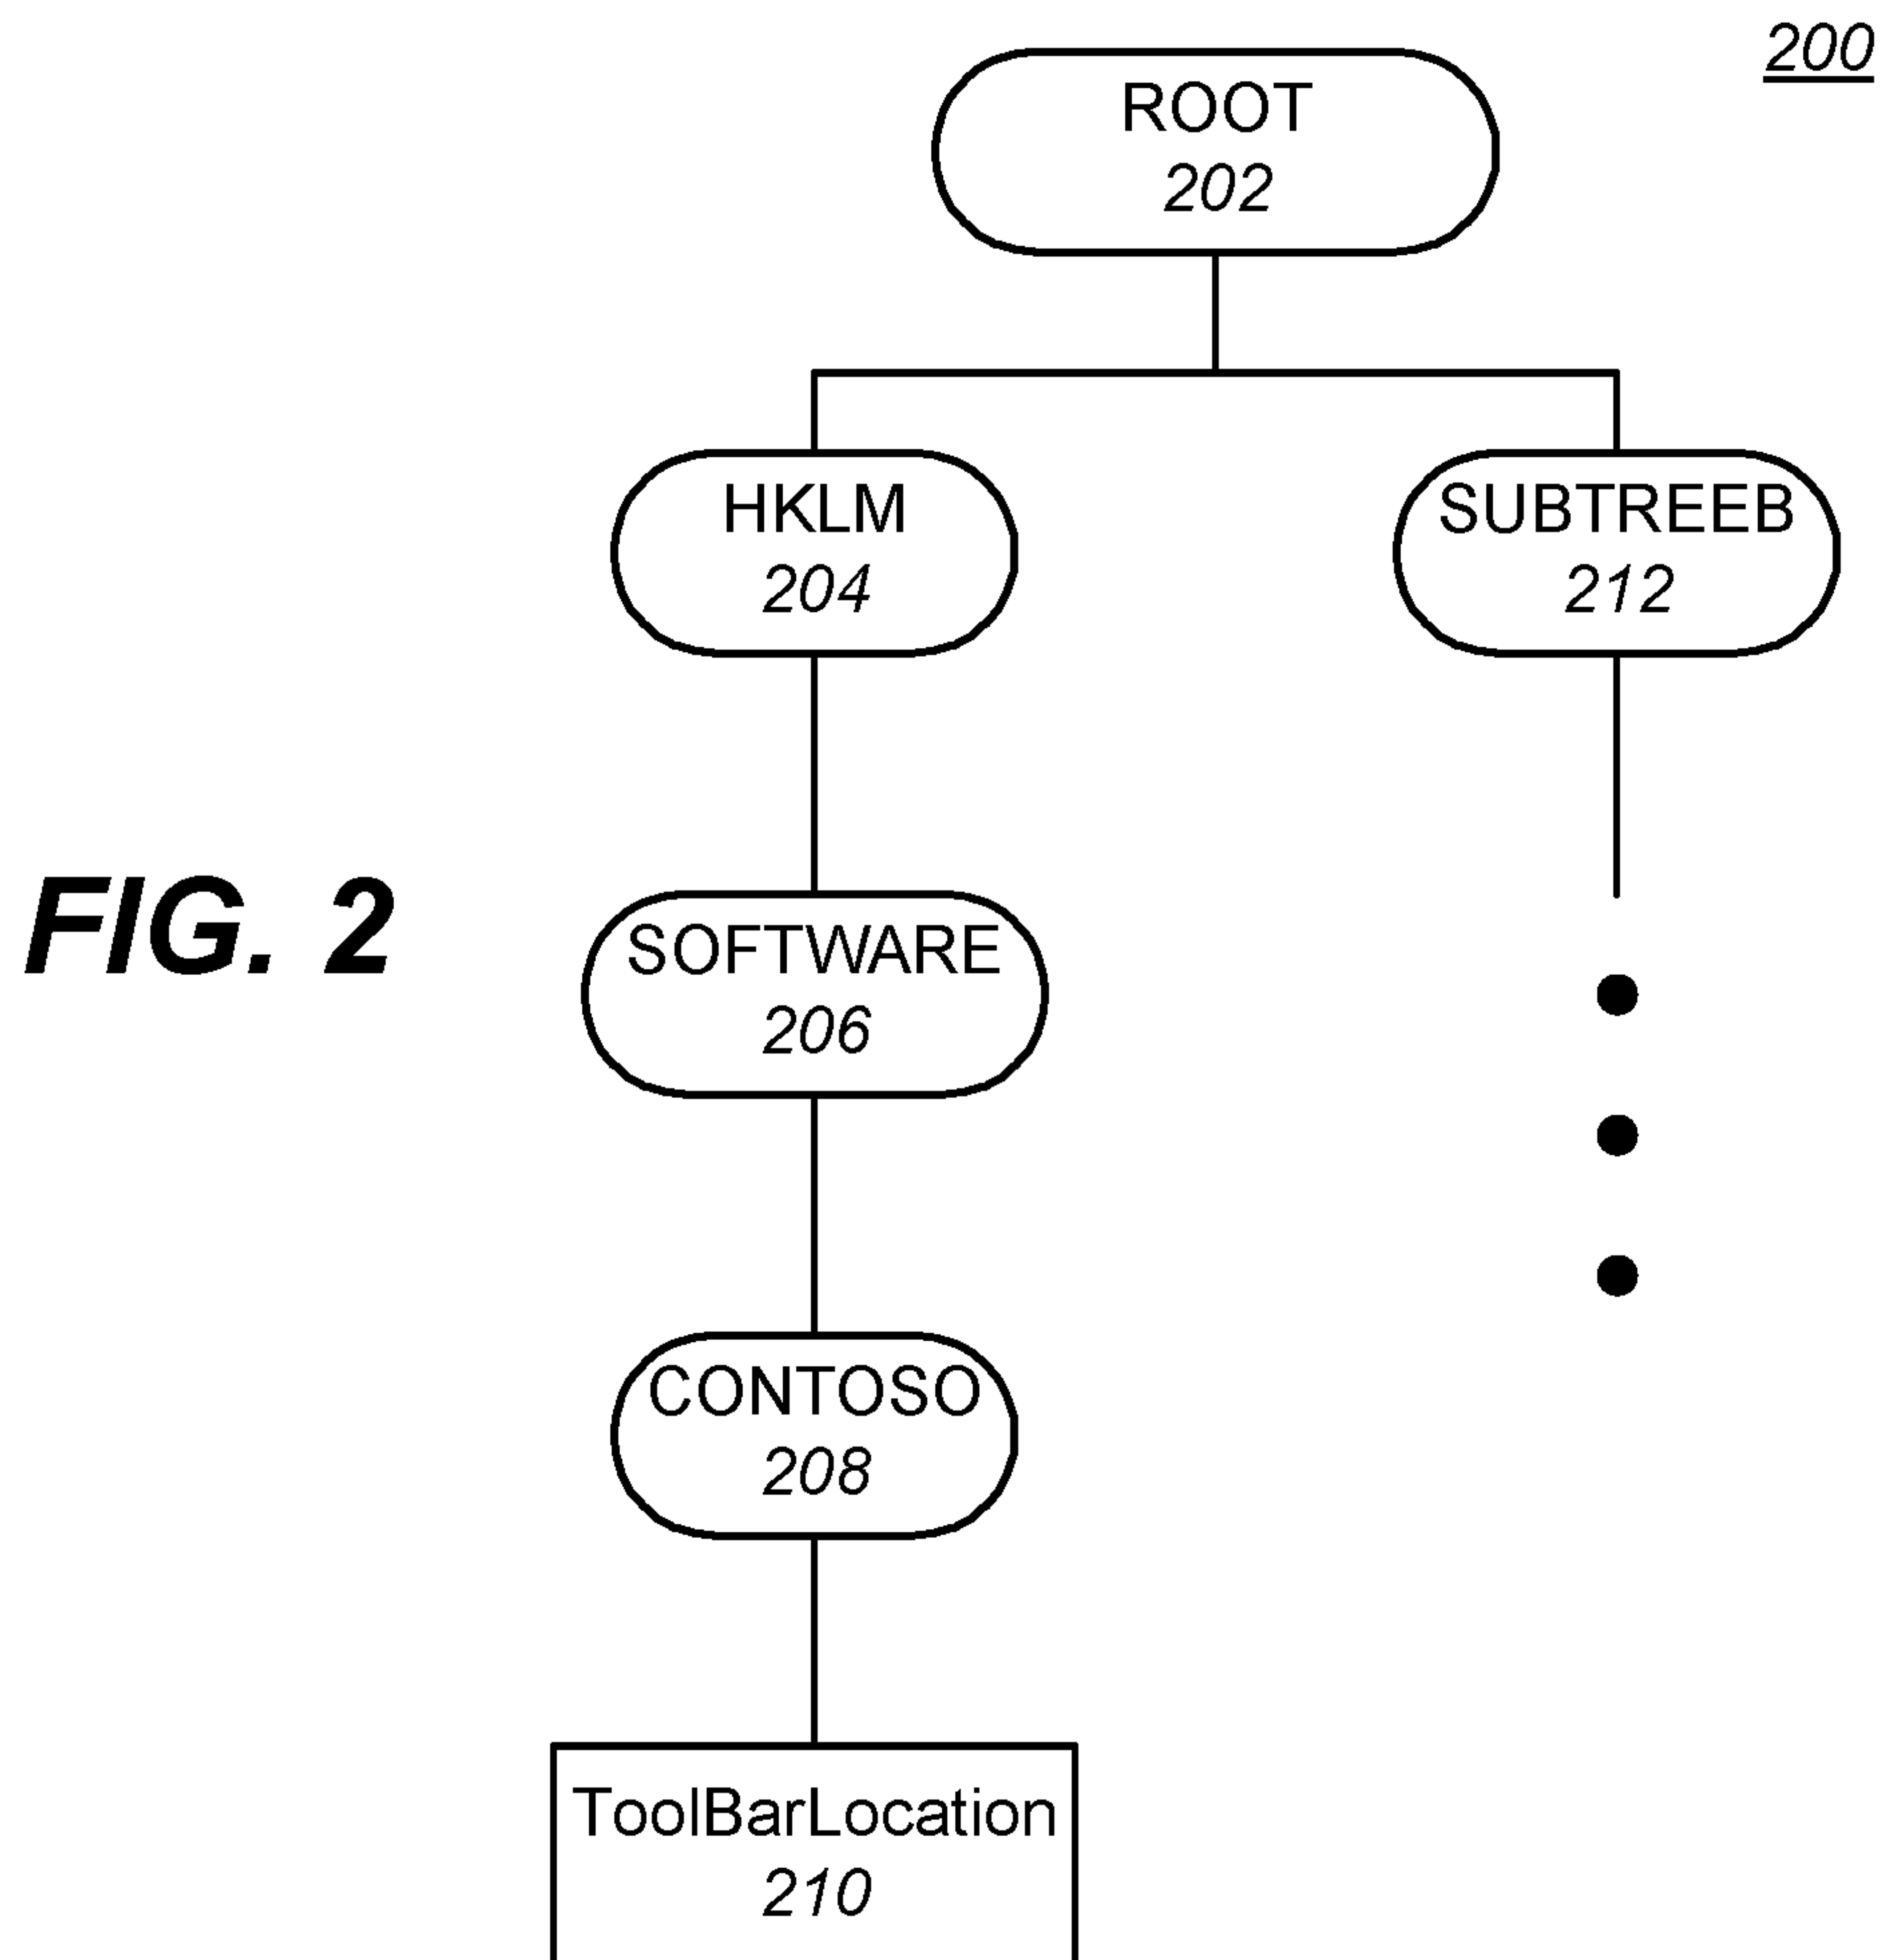 200
ROOT
202
HKLM
204
SUBTREEB
212
FIG. 2
SOFTWARE
206
CONTOSO
208
ToolBarLocation
210